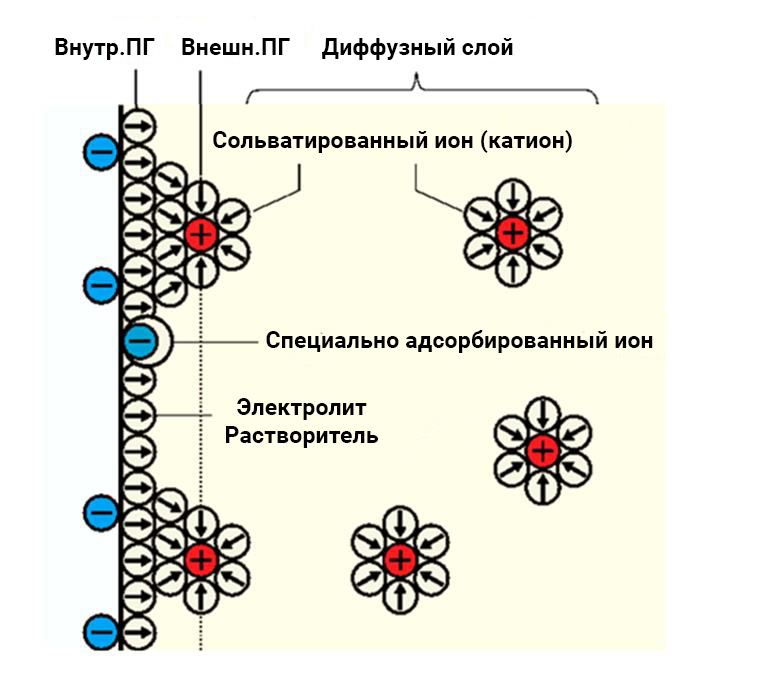 Внутр.ПГ Внешн.ПГ Диффузный слой
Сольватированный ион (катион)
Специально адсорбированный ион
Электролит
Растворитель